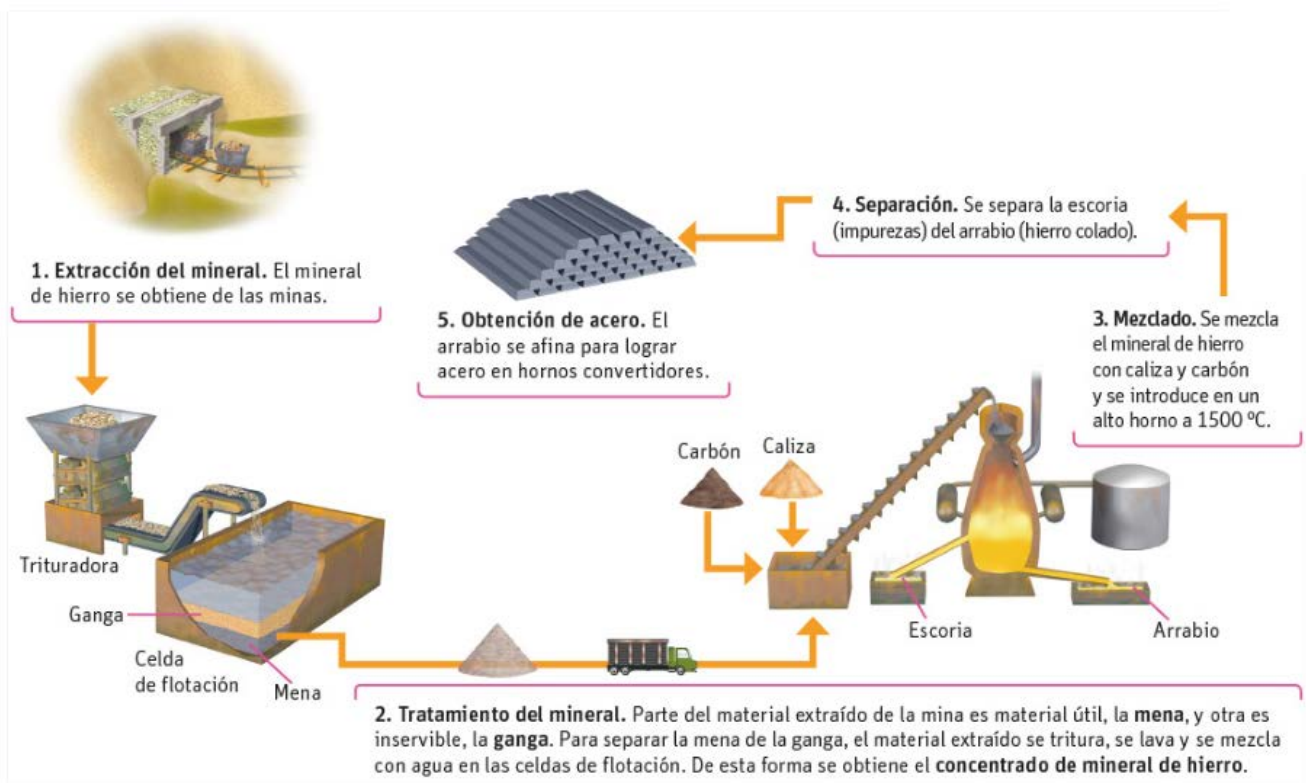 1. Extracción del mineral. El mineral
de hierro se obtiene de las minas.
Trituradora
Ganga
Celda
de flotación
Mena
2. Tratamiento del mineral. Parte del material extraído de la mina es material útil, la mena, y otra es
inservible, la ganga. Para separar la mena de la ganga, el material extraído se tritura, se lava y se mezcla
con agua en las celdas de flotación. De esta forma se obtiene el concentrado de mineral de hierro.
Carbón
Caliza
Escoria
Arrabio
3. Mezclado. Se mezcla
el mineral de hierro
con caliza y carbón
y se introduce en un
alto horno a 1500 ºC.
4. Separación. Se separa la escoria
(impurezas) del arrabio (hierro colado).
5. Obtención de acero. El
arrabio se afina para lograr
acero en hornos convertidores.